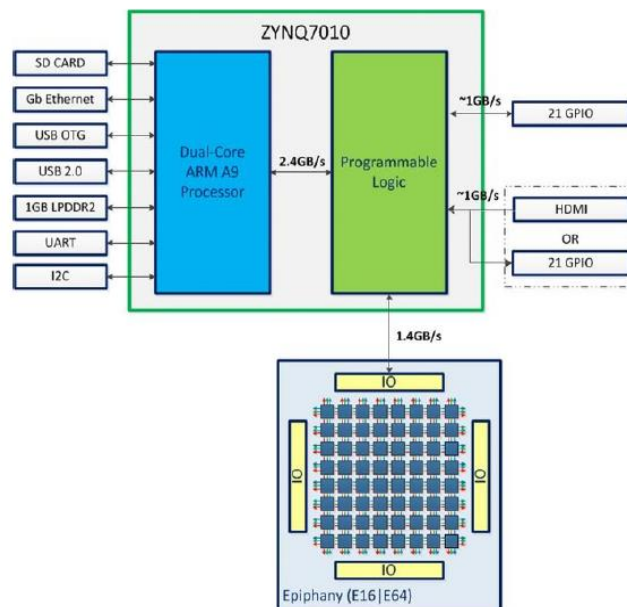 ZYNQ7010
SD CARD
Gb Ethernet
USB OTG
USB 2.0
1GB LPDDR2
UART
I2C
Dual-Core
ARM A9
Processor
2.4GB/s
Programmable
Logic
~1GB/s
21 GPIO
~1GB/s
HDMI
OR
21 GPIO
1.4GB/s
IO
IO
IO
IO
Epiphany (E16|E64)